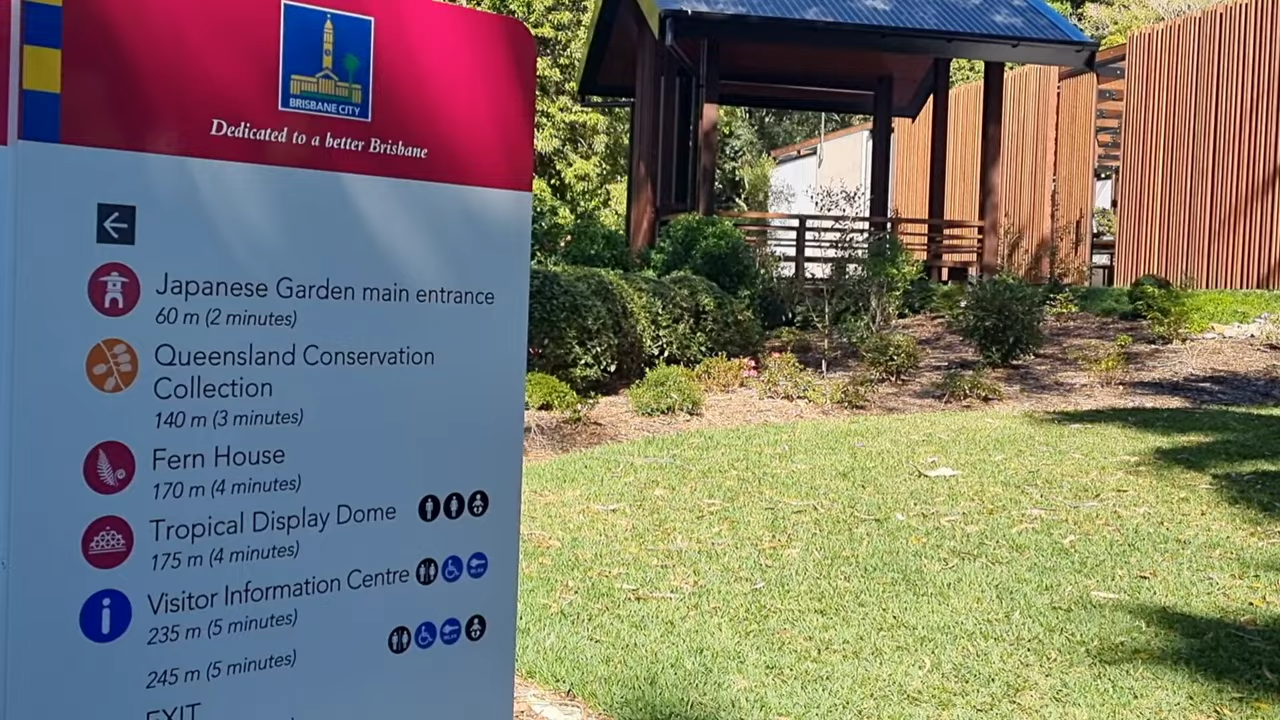 BRISBANE CITY
Dedicated to a better Brisbane
Japanese Garden main entrance
60 m (2 minutes)
Queensland Conservation
Collection
140 m (3 minutes)
Fern House
170 m (4 minutes)
Tropical Display Dome
175 m (4 minutes)
Visitor Information Centre
235 m (5 minutes)
245 m (5 minutes)
EXIT